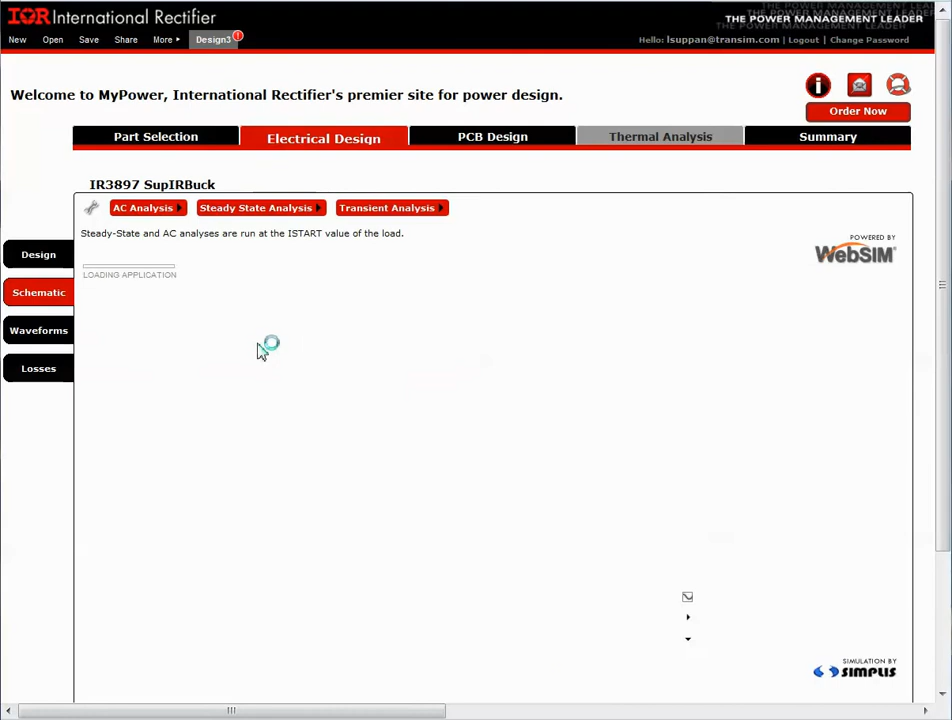 IOR International Rectifier
THE POWER MANAGEMENT LEADER
New Open Save Share More Design3 !
Hello: lsuppan@transim.com | Logout | Change Password
Welcome to MyPower, International Rectifier's premier site for power design.
Order Now
Part Selection Electrical Design PCB Design Thermal Analysis Summary
IR3897 SupIRBuck
AC Analysis Steady State Analysis Transient Analysis
Steady-State and AC analyses are run at the ISTART value of the load.
POWERED BY
WebSIM
Design
LOADING APPLICATION
Schematic
Waveforms
Losses
SIMULATION BY
SIMPLIS